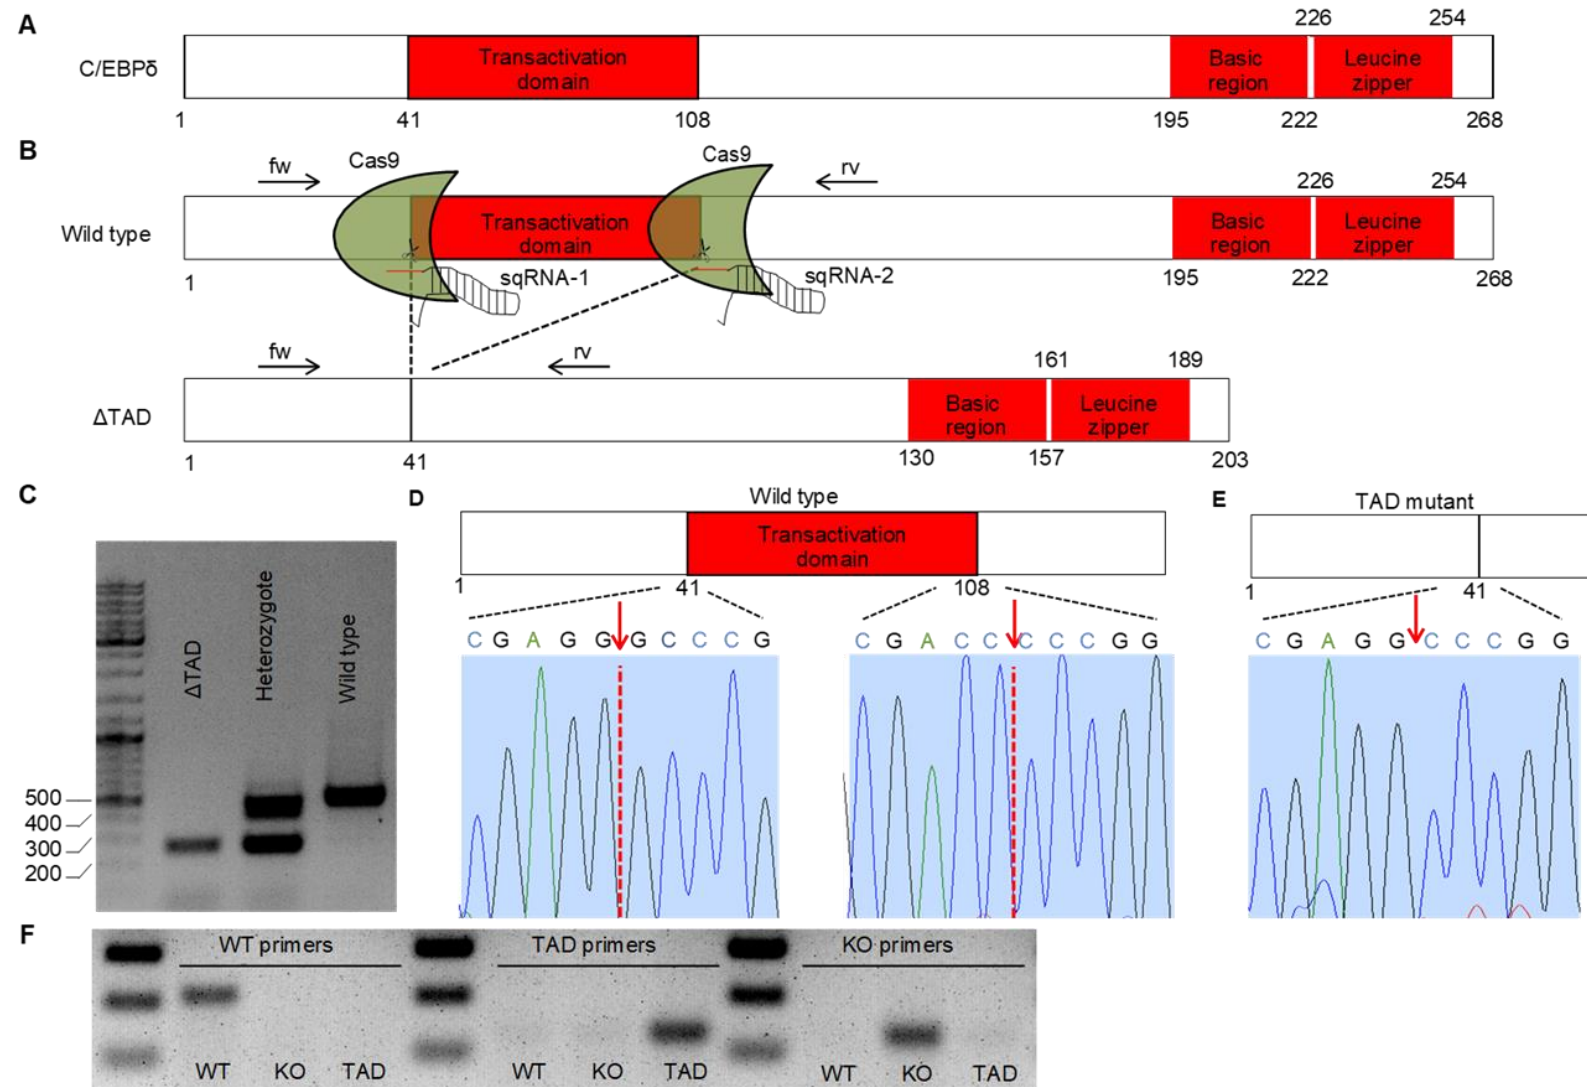 A
226 254
C/EBPδ
Transactivation
domain
Basic
region
Leucine
zipper
1 41 108 195 222 268
B
Cas9 Cas9
fw rv
226 254
Wild type
Transactivation
domain
Basic
region
Leucine
zipper
1 sqRNA-1 sqRNA-2 195 222 268
fw rv 161 189
ΔTAD
Basic
region
Leucine
zipper
1 41 130 157 203
C
ΔTAD
Heterozygote
Wild type
500
400
300
200
D
Wild type
Transactivation
domain
1 41 108
C G A G G G C C C G
C G A C C C C C G G
E
TAD mutant
1 41
C G A G G C C C G G
F
WT primers TAD primers KO primers
WT KO TAD WT KO TAD WT KO TAD